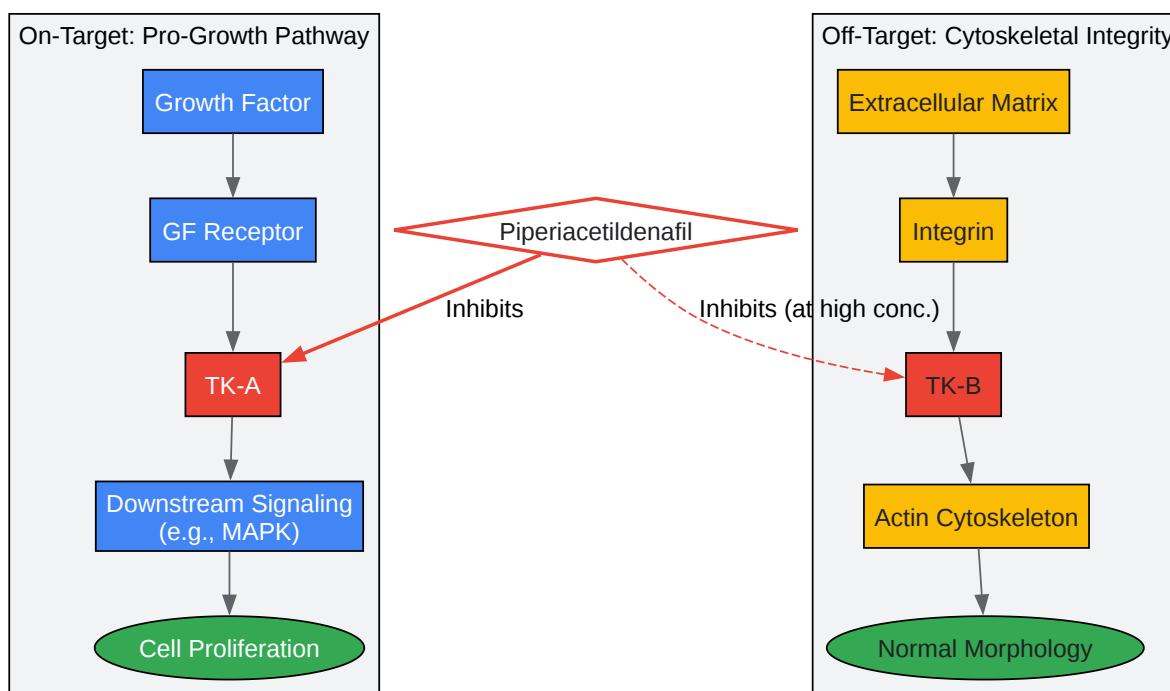 On-Target: Pro-Growth Pathway
Growth Factor
GF Receptor
TK-A
Downstream Signaling
(e.g., MAPK)
Cell Proliferation
Piperiacetildenafil
Inhibits
Inhibits (at high conc.)
Off-Target: Cytoskeletal Integrity
Extracellular Matrix
Integrin
TK-B
Actin Cytoskeleton
Normal Morphology